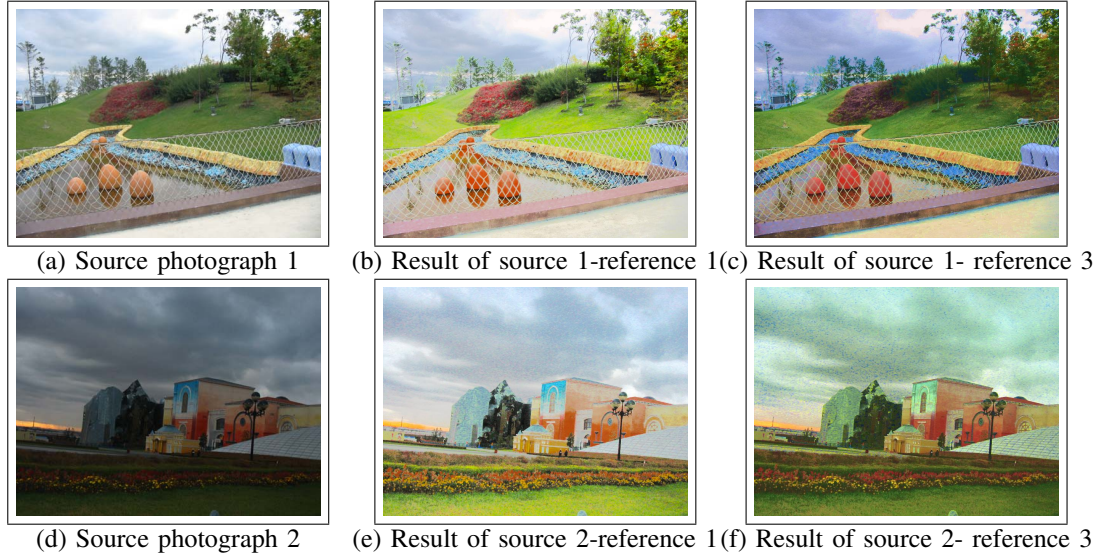 (a) Source photograph 1
(b) Result of source 1-reference 1
(c) Result of source 1- reference 3
(d) Source photograph 2
(e) Result of source 2-reference 1
(f) Result of source 2- reference 3